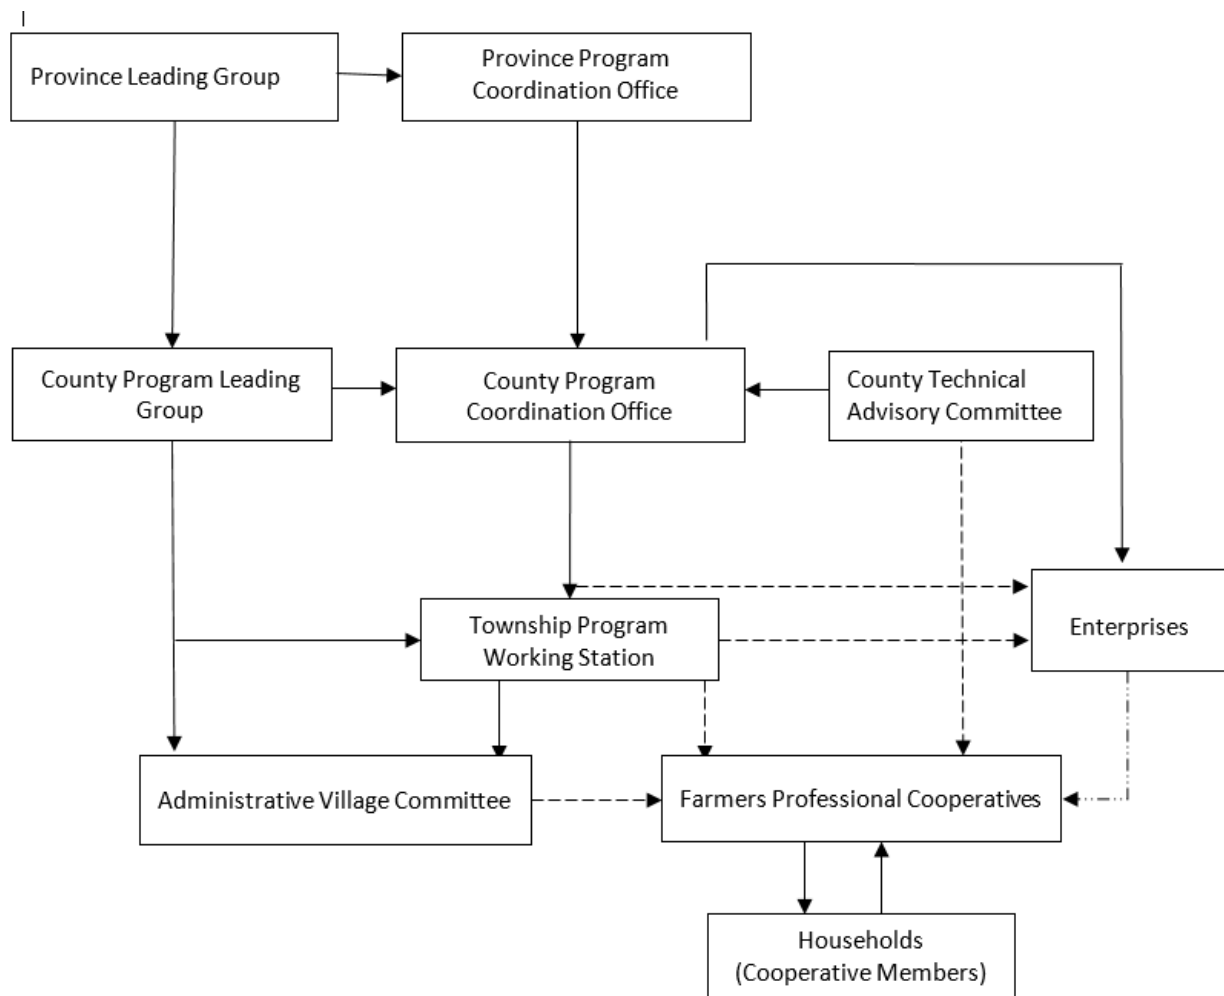 Province Leading Group
Province Program
Coordination Office
County Program Leading
Group
County Program
Coordination Office
County Technical
Advisory Committee
Township Program
Working Station
Enterprises
Administrative Village Committee
Farmers Professional Cooperatives
Households
(Cooperative Members)